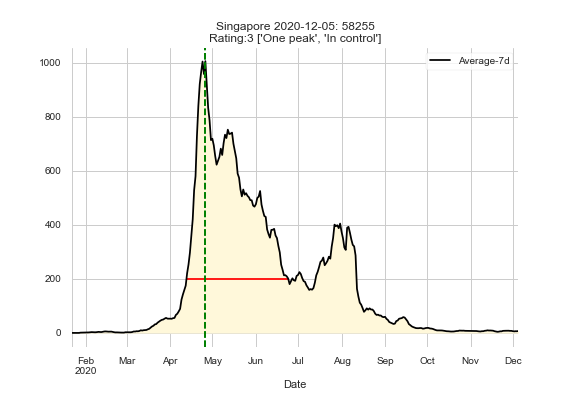 Singapore 2020-12-05: 58255
Rating:3 ['One peak', 'In control']
Average-7d
1000
800
600
400
200
0
Feb Mar Apr May Jun Jul Aug Sep Oct Nov Dec
2020
Date